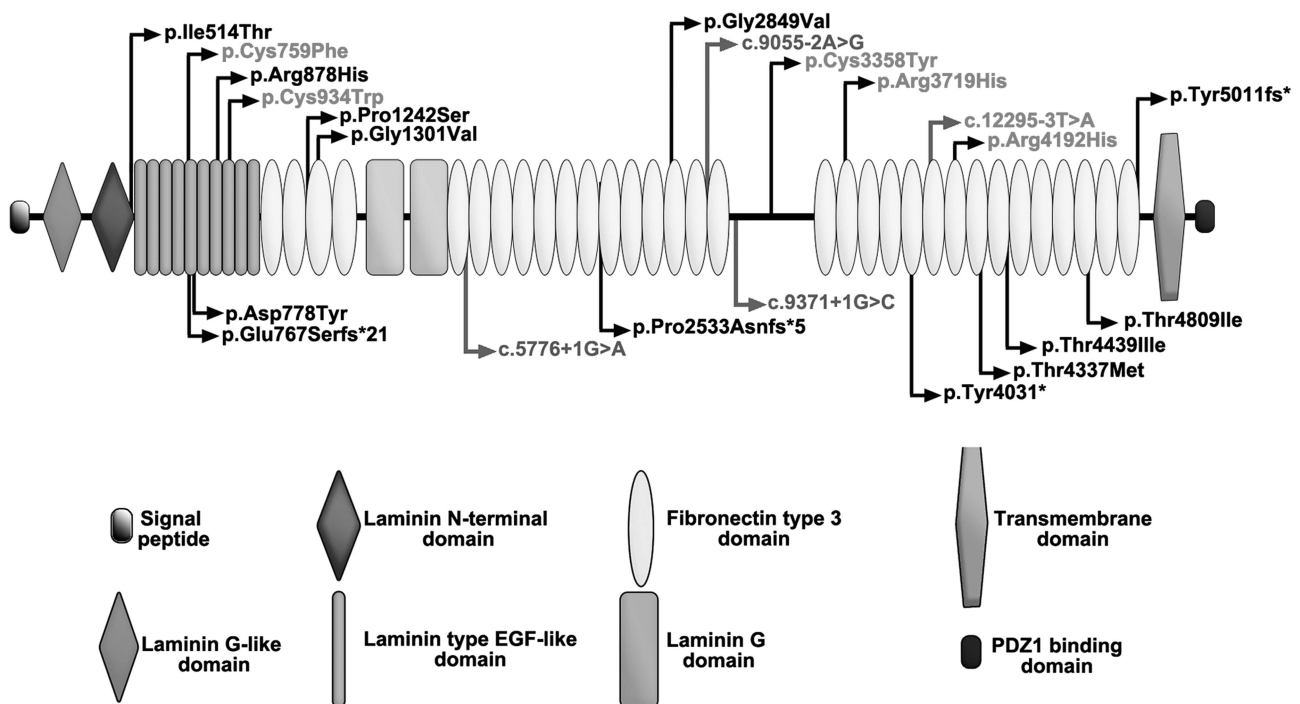 p.Ile514Thr
p.Cys759Phe
p.Arg878His
p.Cys934Trp
p.Pro1242Ser
p.Gly1301Val
p.Gly2849Val
c.9055-2A>G
p.Cys3358Tyr
p.Arg3719His
c.12295-3T>A
p.Arg4192His
p.Tyr5011fs*
p.Asp778Tyr
p.Glu767Serfs*21
c.5776+1G>A
p.Pro2533Asnfs*5
c.9371+1G>C
p.Thr4809Ile
p.Thr4439IIle
p.Thr4337Met
p.Tyr4031*
Signal
peptide
Laminin N-terminal
domain
Fibronectin type 3
domain
Transmembrane
domain
Laminin G-like
domain
Laminin type EGF-like
domain
Laminin G
domain
PDZ1 binding
domain